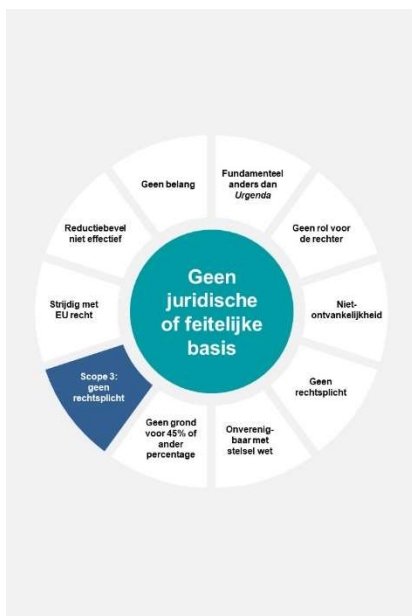 Geen belang
Fundamenteel
anders dan
Urgenda
Geen rol voor
de rechter
Niet-
ontvankelijkheid
Geen
rechtsplicht
Onverenig-
baar met
stelsel wet
Geen grond
voor 45% of
ander
percentage
Scope 3:
geen
rechtsplicht
Strijdig met
EU recht
Reductiebevel
niet effectief
Geen
juridische
of feitelijke
basis